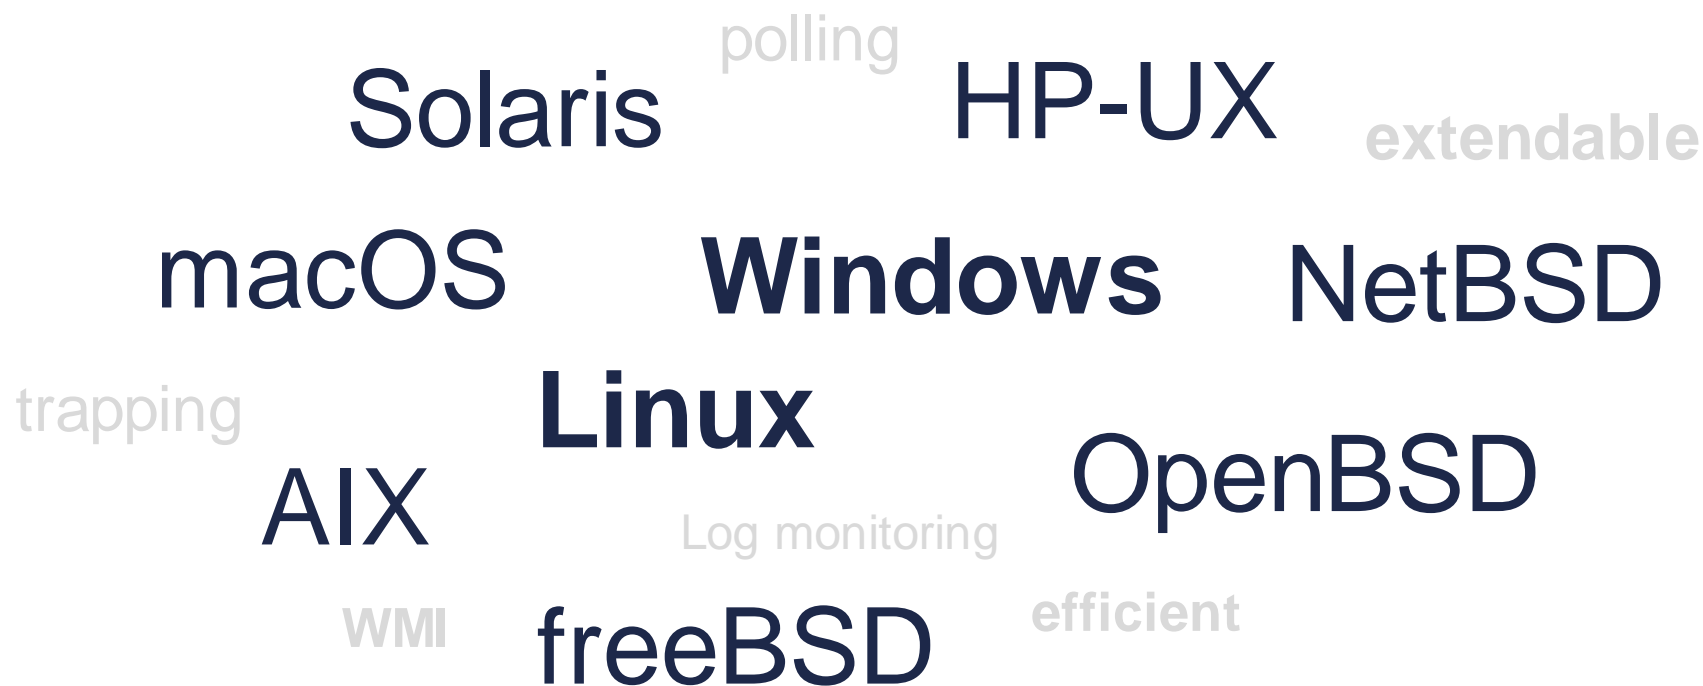 polling
Solaris
HP-UX
extendable
macOS
Windows
NetBSD
Linux
trapping
OpenBSD
AIX
Log monitoring
WMI
freeBSD
efficient